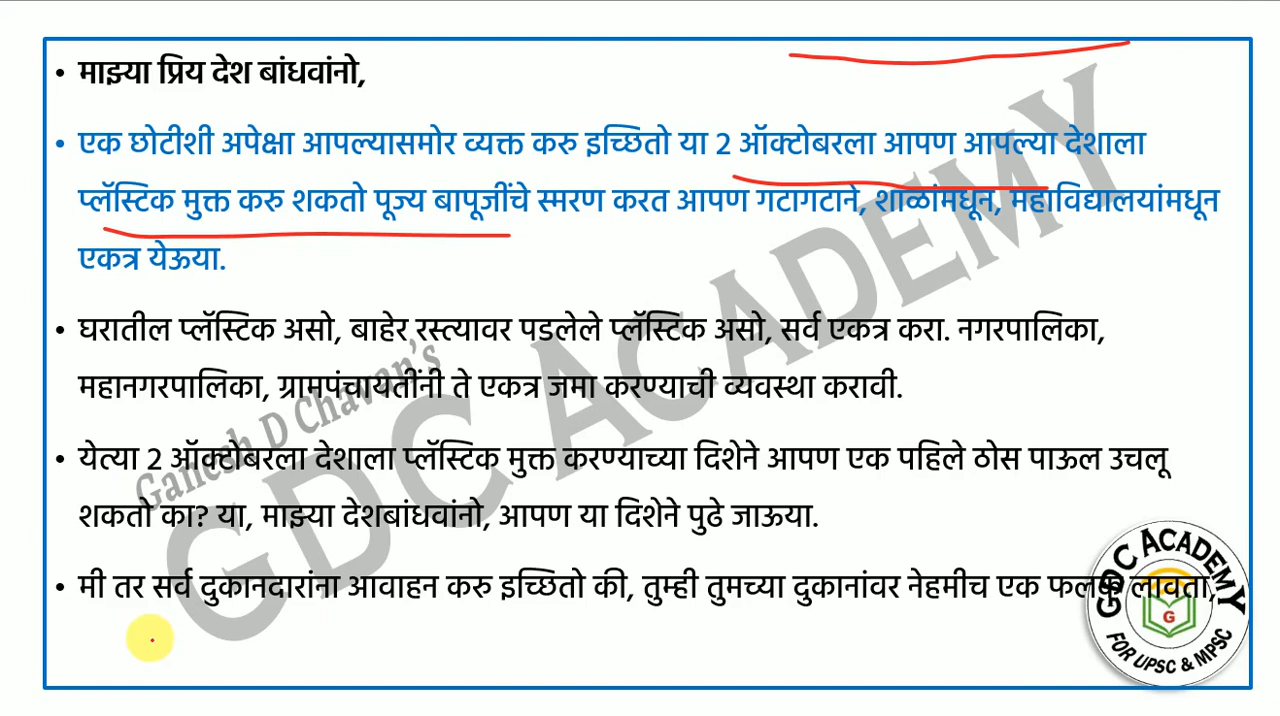 • माझ्या प्रिय देश बांधवांनो,
• एक छोटीशी अपेक्षा आपल्यासमोर व्यक्त करु इच्छितो या 2 ऑक्टोबरला आपण आपल्या देशाला
प्लॅस्टिक मुक्त करु शकतो पूज्य बापूजींचे स्मरण करत आपण गटागटाने, शाळांमधून, महाविद्यालयांमधून
एकत्र येऊया.
• घरातील प्लॅस्टिक असो, बाहेर रस्त्यावर पडलेले प्लॅस्टिक असो, सर्व एकत्र करा. नगरपालिका,
महानगरपालिका, ग्रामपंचायतींनी ते एकत्र जमा करण्याची व्यवस्था करावी.
• येत्या 2 ऑक्टोबरला देशाला प्लॅस्टिक मुक्त करण्याच्या दिशेने आपण एक पहिले ठोस पाऊल उचलू
शकतो का? या, माझ्या देशबांधवांनो, आपण या दिशेने पुढे जाऊया.
• मी तर सर्व दुकानदारांना आवाहन करु इच्छितो की, तुम्ही तुमच्या दुकानांवर नेहमीच एक फलक लावता,
Ganesh D Chavan's
GDC ACADEMY
GDC ACADEMY
G
FOR UPSC & MPSC